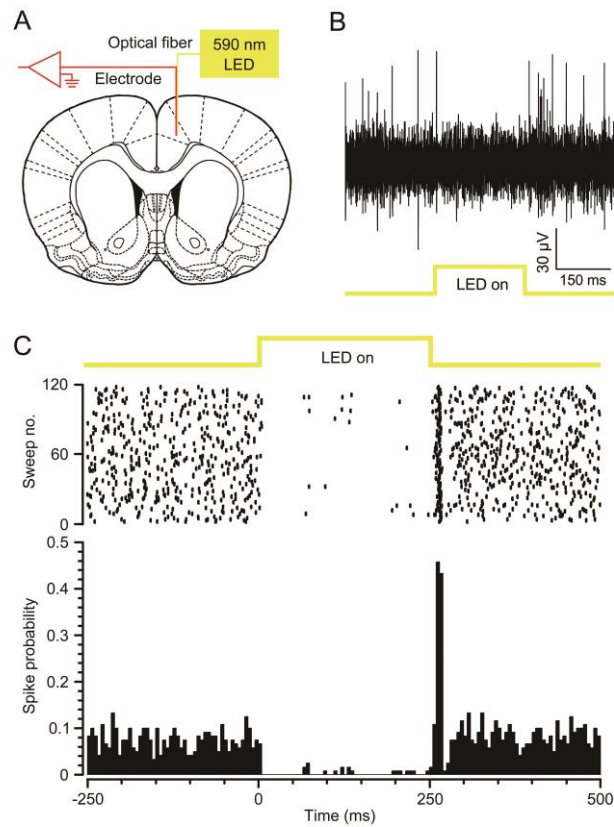 A
Optical fiber
590 nm
LED
Electrode
B
30 µV
150 ms
LED on
C
LED on
120
60
0
Sweep no.
0.5
0.4
0.3
0.2
0.1
0
Spike probability
-250
0
250
500
Time (ms)